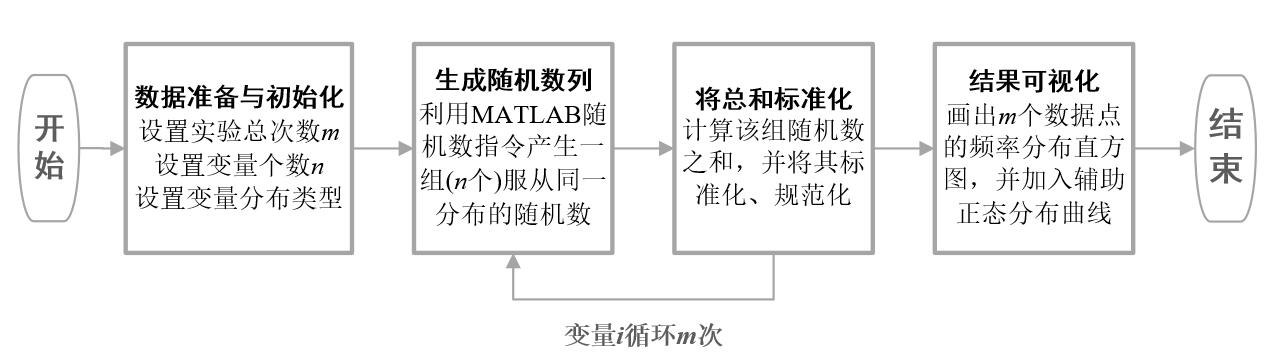 开
始
数据准备与初始化
设置实验总次数m
设置变量个数n
设置变量分布类型
生成随机数列
利用MATLAB随
机数指令产生一
组(n个)服从同一
分布的随机数
将总和标准化
计算该组随机数
之和，并将其标
准化、规范化
结果可视化
画出m个数据点
的频率分布直方
图，并加入辅助
正态分布曲线
结
束
变量i循环m次